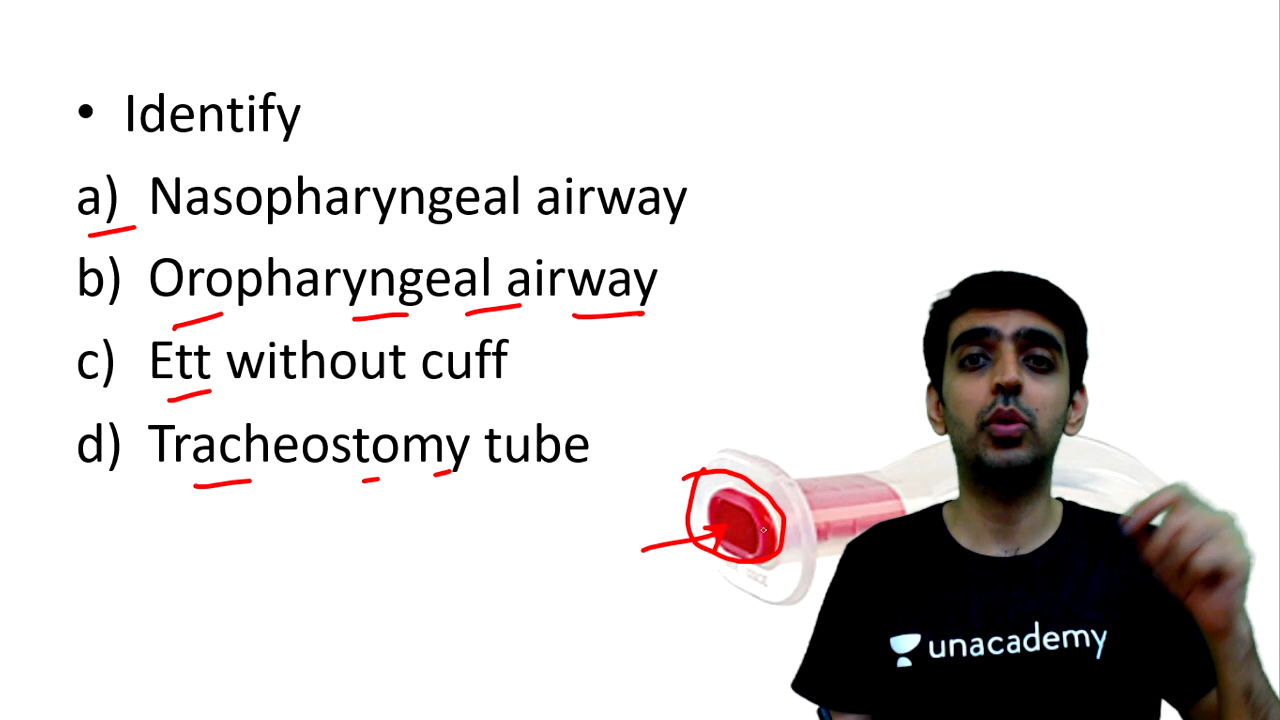 • Identify
a) Nasopharyngeal airway
b) Oropharyngeal airway
c) Ett without cuff
d) Tracheostomy tube
unacademy